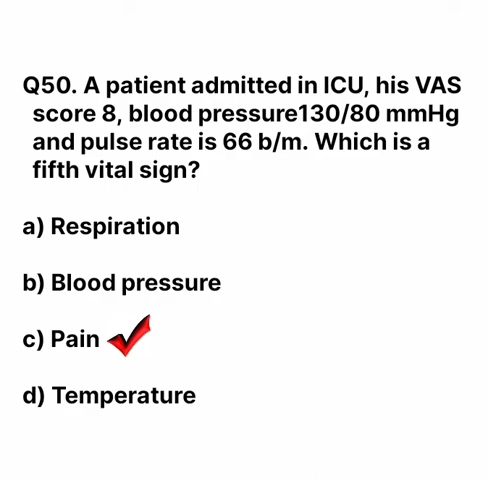 Q50. A patient admitted in ICU, his VAS
score 8, blood pressure130/80 mmHg
and pulse rate is 66 b/m. Which is a
fifth vital sign?
a) Respiration
b) Blood pressure
c) Pain
d) Temperature